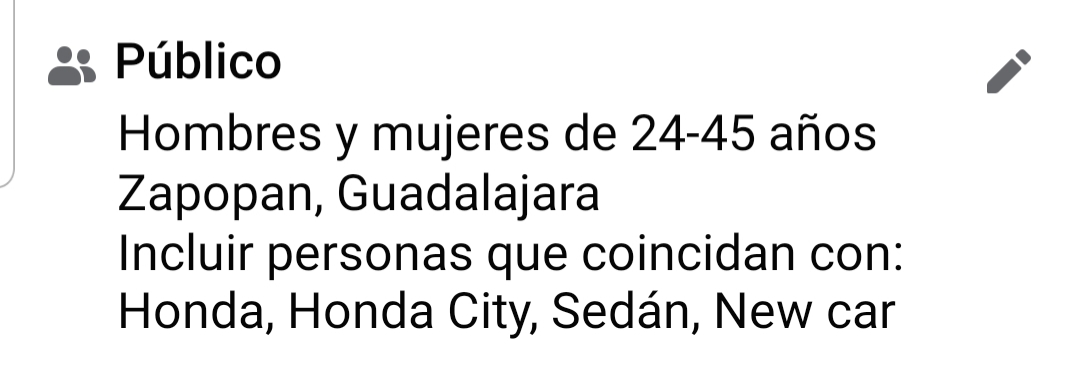 Público
Hombres y mujeres de 24-45 años
Zapopan, Guadalajara
Incluir personas que coincidan con:
Honda, Honda City, Sedán, New car